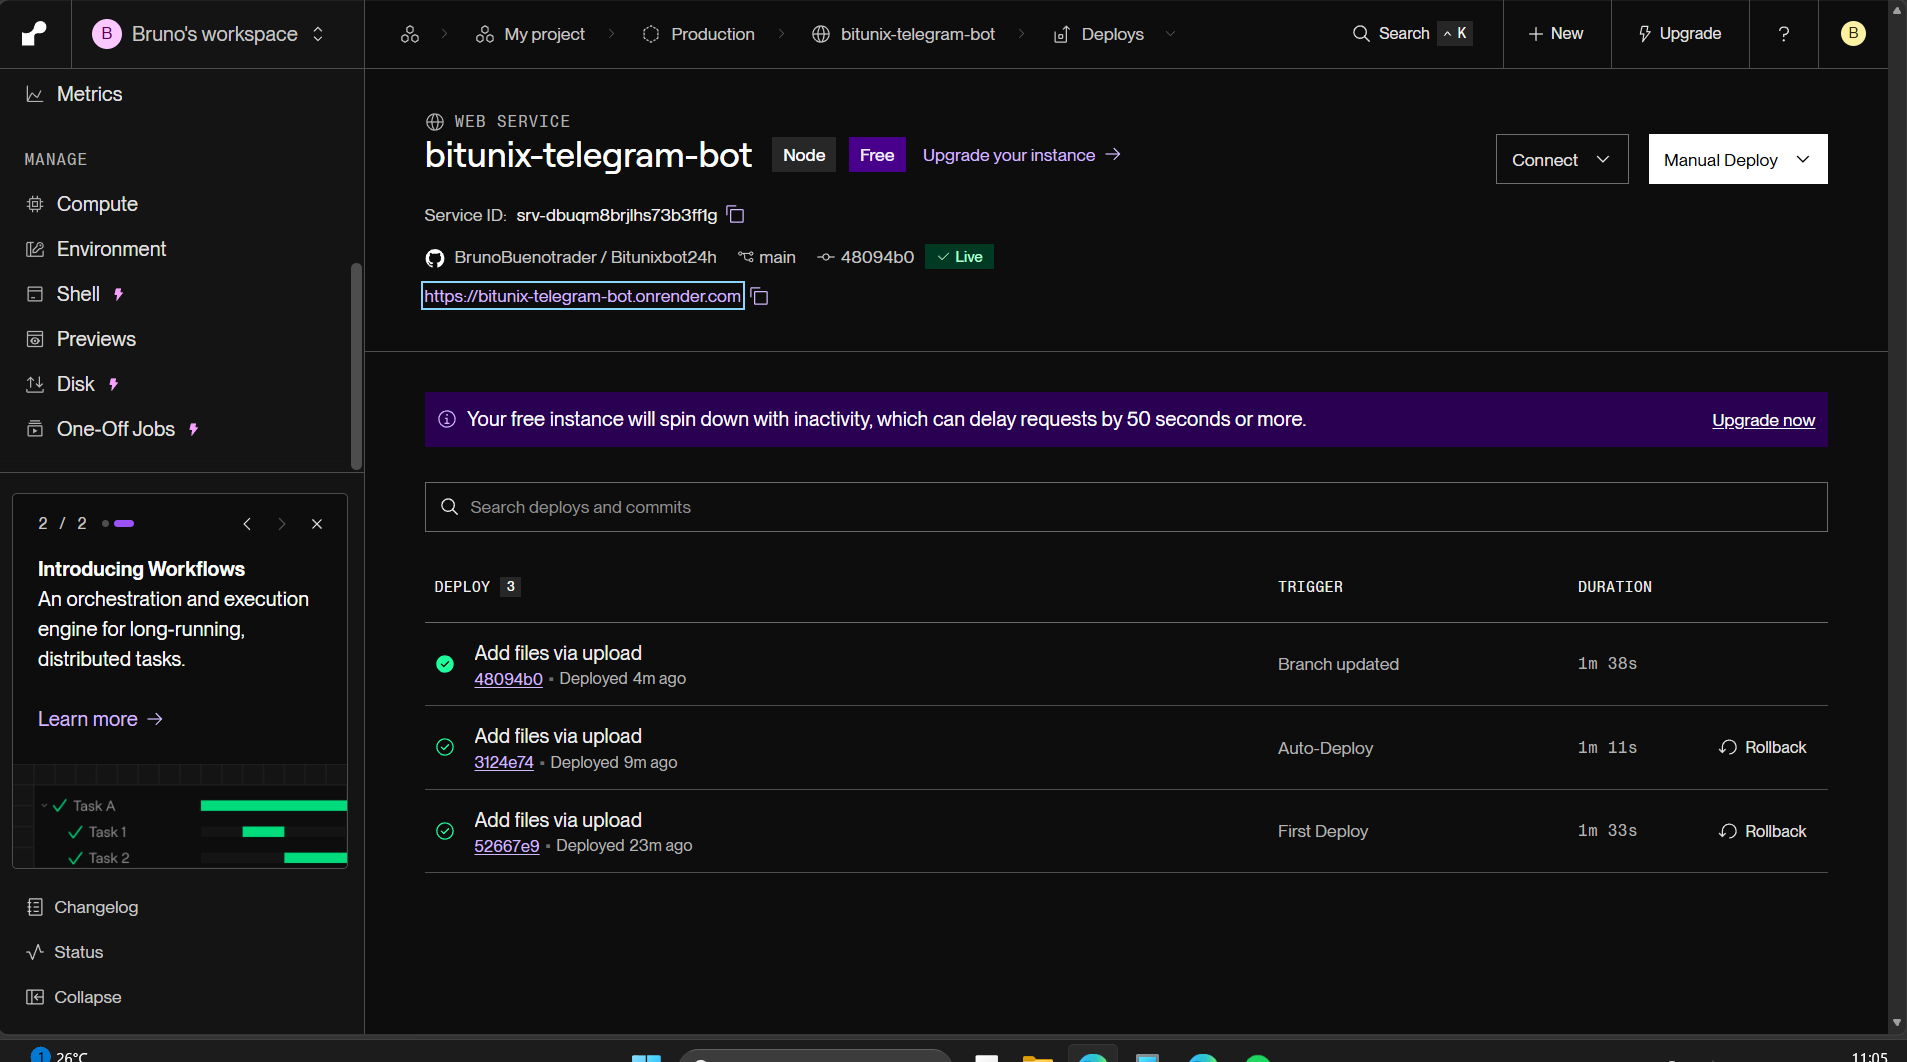 B Bruno's workspace
My project
Production
bitunix-telegram-bot
Deploys
Search
K
New
Upgrade
?
B
Metrics
MANAGE
Compute
Environment
Shell
Previews
Disk
One-Off Jobs
2 / 2
Introducing Workflows
An orchestration and execution
engine for long-running,
distributed tasks.
Learn more
Task A
Task 1
Task 2
Changelog
Status
Collapse
WEB SERVICE
bitunix-telegram-bot Node Free Upgrade your instance
Connect
Manual Deploy
Service ID: srv-dbuqm8brjlhs73b3ff1g
BrunoBuenotrader / Bitunixbot24h main 48094b0 Live
https://bitunix-telegram-bot.onrender.com
Your free instance will spin down with inactivity, which can delay requests by 50 seconds or more.
Upgrade now
Search deploys and commits
DEPLOY 3 TRIGGER DURATION
Add files via upload
48094b0 Deployed 4m ago
Branch updated
1m 38s
Add files via upload
3124e74 Deployed 9m ago
Auto-Deploy
1m 11s
Rollback
Add files via upload
52667e9 Deployed 23m ago
First Deploy
1m 33s
Rollback
1
26°C
11:05